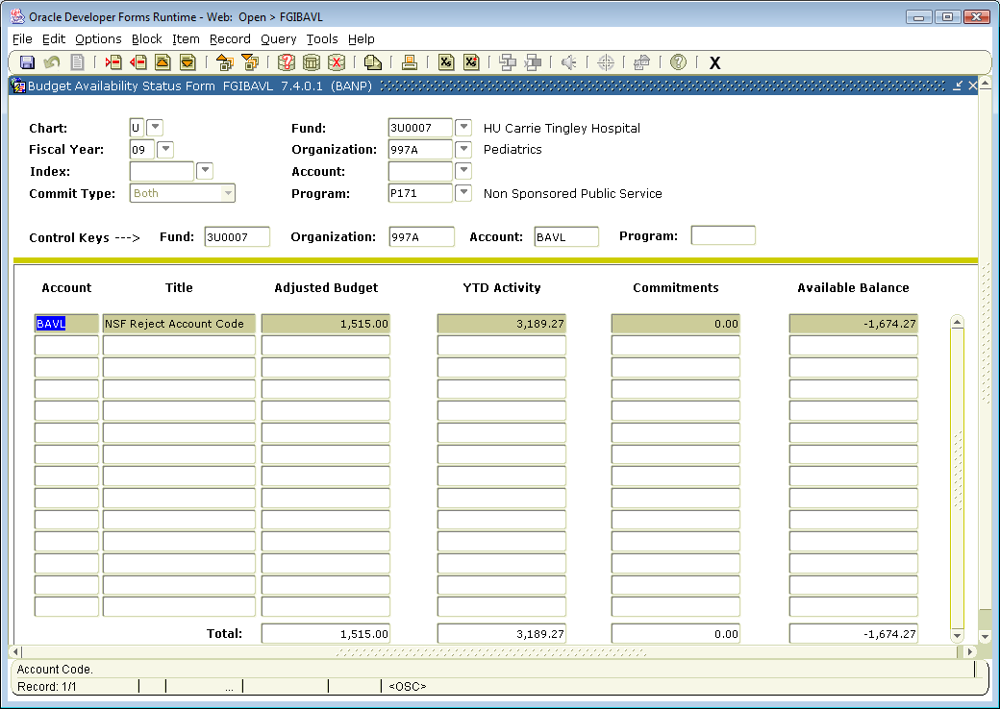 Oracle Developer Forms Runtime - Web: Open > FGIBAVL
File Edit Options Block Item Record Query Tools Help
Budget Availability Status Form FGIBAVL 7.4.0.1 (BANP)
Chart: U Fund: 3U0007 HU Carrie Tingley Hospital
Fiscal Year: 09 Organization: 997A Pediatrics
Index: Account:
Commit Type: Both Program: P171 Non Sponsored Public Service
Control Keys ---> Fund: 3U0007 Organization: 997A Account: BAVL Program:
Account Title Adjusted Budget YTD Activity Commitments Available Balance
BAVL NSF Reject Account Code 1,515.00 3,189.27 0.00 -1,674.27
Total: 1,515.00 3,189.27 0.00 -1,674.27
Account Code.
Record: 1/1 ... <OSC>